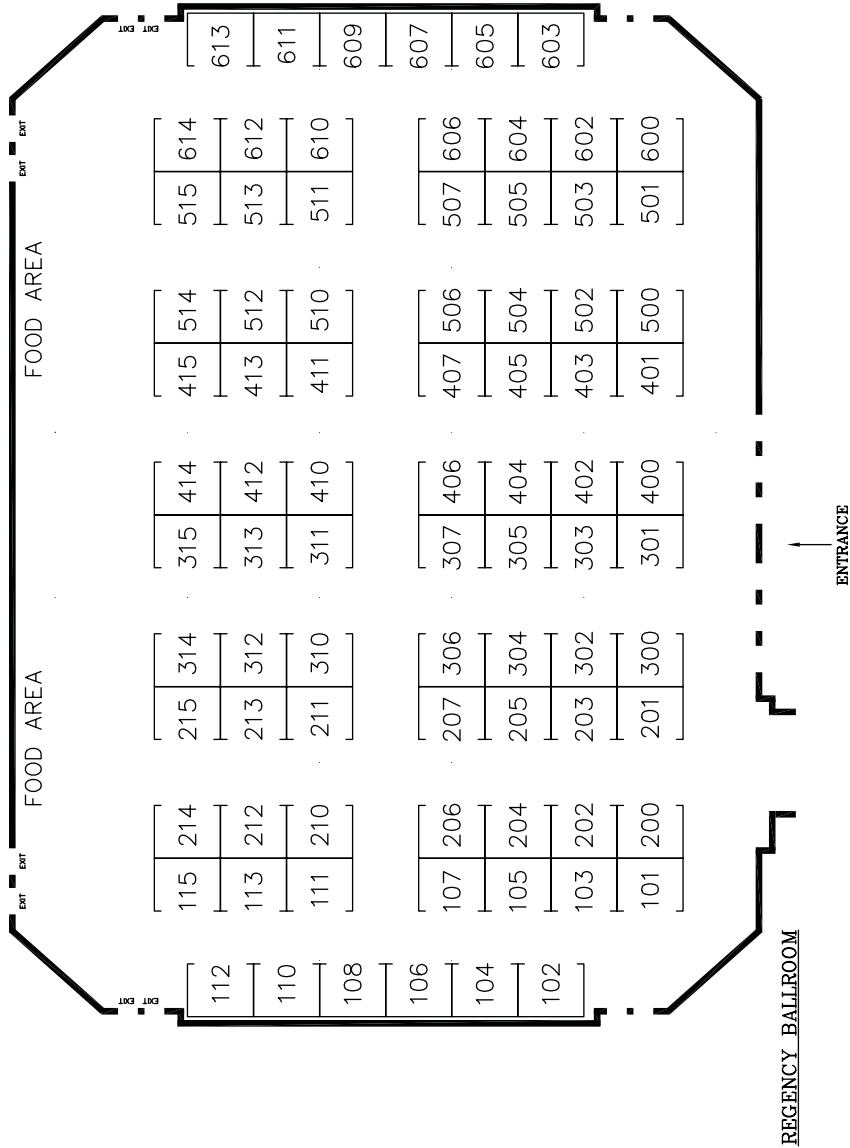 EXIT EXIT EXIT EXIT
FOOD AREA FOOD AREA
EXIT EXIT
EXIT EXIT
115 214 215 314 315 414 415 514 515 614
112 613
113 212 213 312 313 412 413 512 513 612
110 611
111 210 211 310 311 410 411 510 511 610
108 609
106 607
107 206 207 306 307 406 407 506 507 606
104 605
105 204 205 304 305 404 405 504 505 604
102 603
103 202 203 302 303 402 403 502 503 602
101 200 201 300 301 400 401 500 501 600
REGENCY BALLROOM
ENTRANCE